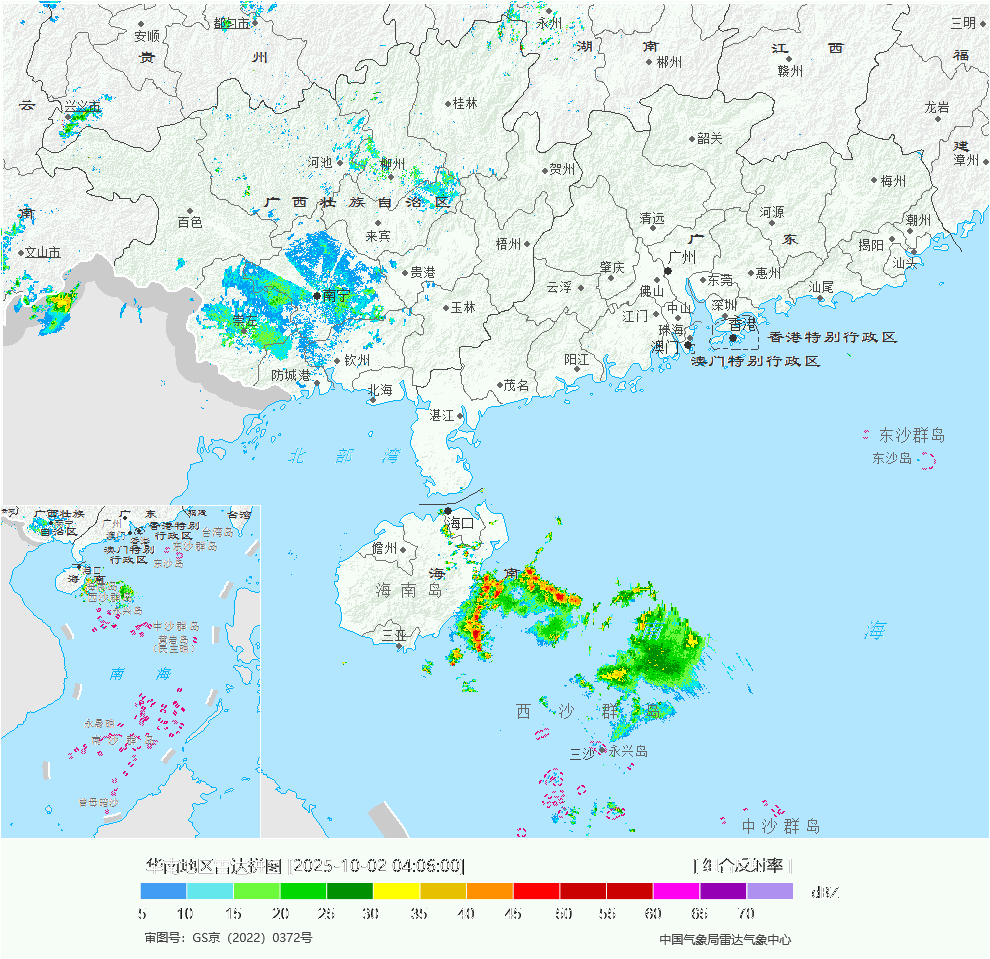 都匀市
永州
三明
安顺
贵 州
湖 南
江 西
郴州
赣州
福
云
兴义市
桂林
龙岩
建
韶关
漳州
河池
柳州
贺州
梅州
广西壮族自治区
南
百色
来宾
清远
河源
潮州
文山市
梧州
广 东
揭阳
汕头
贵港
肇庆
广州
惠州
南宁
云浮
佛山
东莞
汕尾
崇左
玉林
江门
中山
深圳
珠海
香港
香港特别行政区
钦州
阳江
澳门
澳门特别行政区
防城港
北海
茂名
湛江
东沙群岛
北 部 湾
东沙岛
海口
儋州
海 南
海南岛
三亚
海
西 沙 群 岛
三沙
永兴岛
中沙群岛
广西壮族
自治区
广 东
台湾
广州
香港特别
行政区
台湾岛
澳门特别
行政区
东沙群岛
东沙岛
海口
海 南
永兴岛
中沙群岛
黄岩岛
(民主礁)
南 海
永暑礁
南沙群岛
曾母暗沙
华南地区雷达拼图 [2025-10-02 04:06:00]
[ 组合反射率 ]
dBZ
5 10 15 20 25 30 35 40 45 50 55 60 65 70
审图号：GS京（2022）0372号
中国气象局雷达气象中心